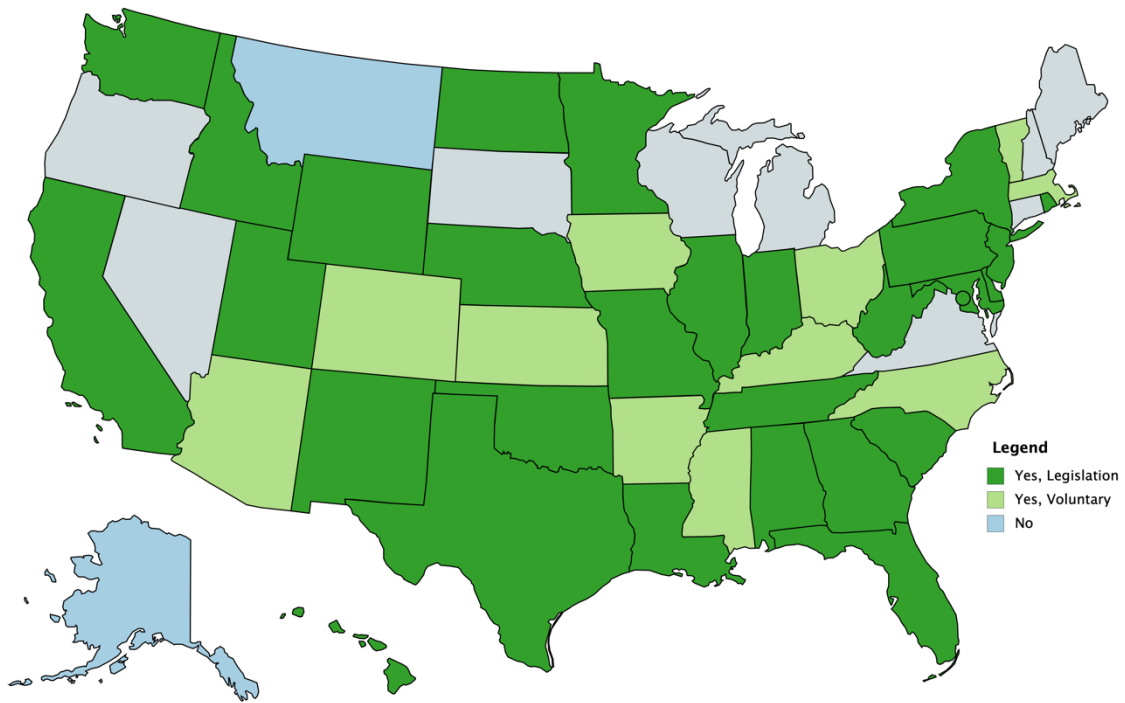 Legend
Yes, Legislation
Yes, Voluntary
No